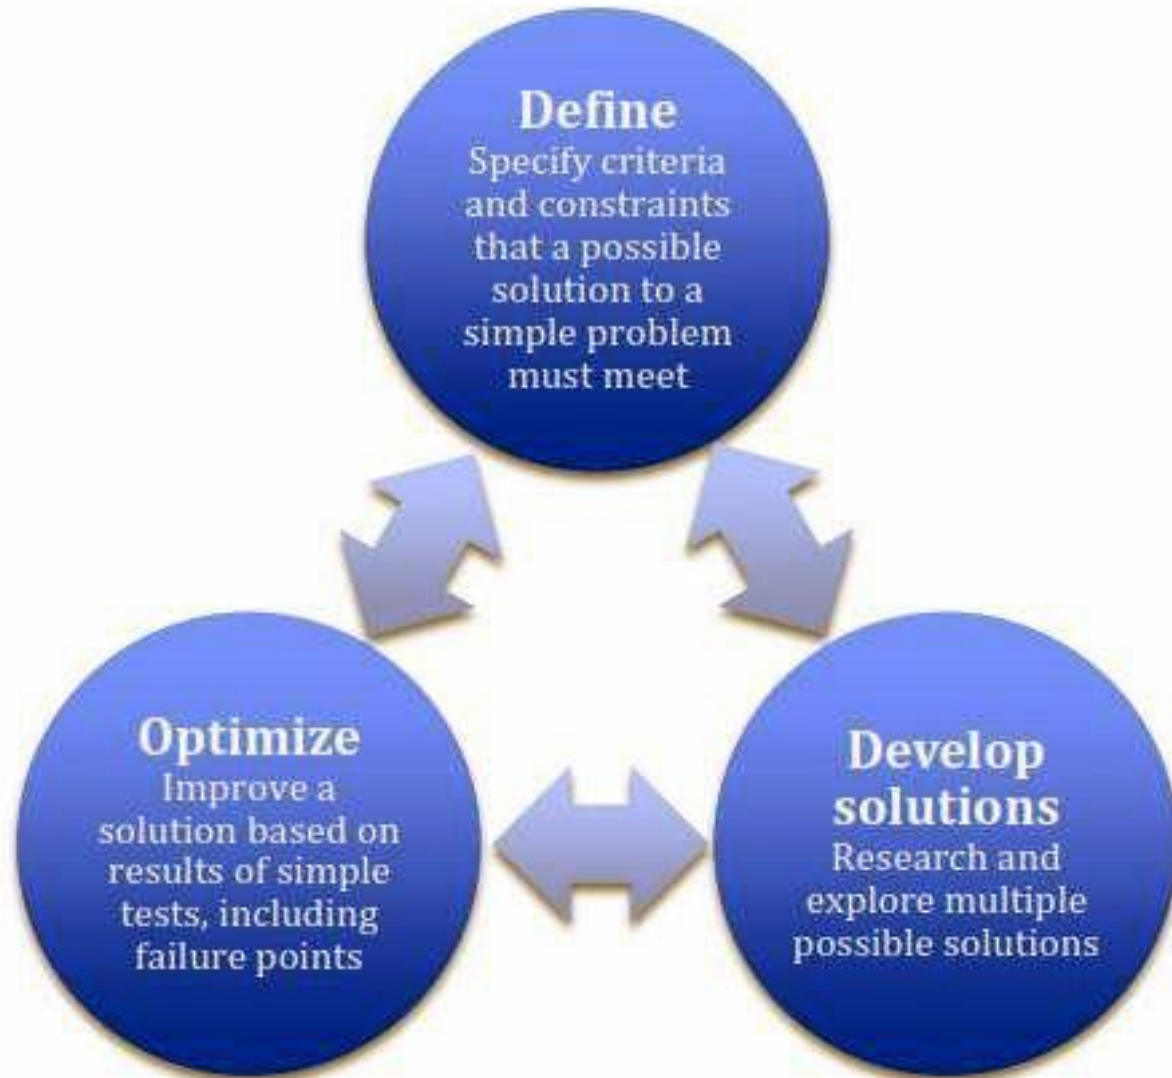 Define
Specify criteria
and constraints
that a possible
solution to a
simple problem
must meet
Optimize
Improve a
solution based on
results of simple
tests, including
failure points
Develop
solutions
Research and
explore multiple
possible solutions